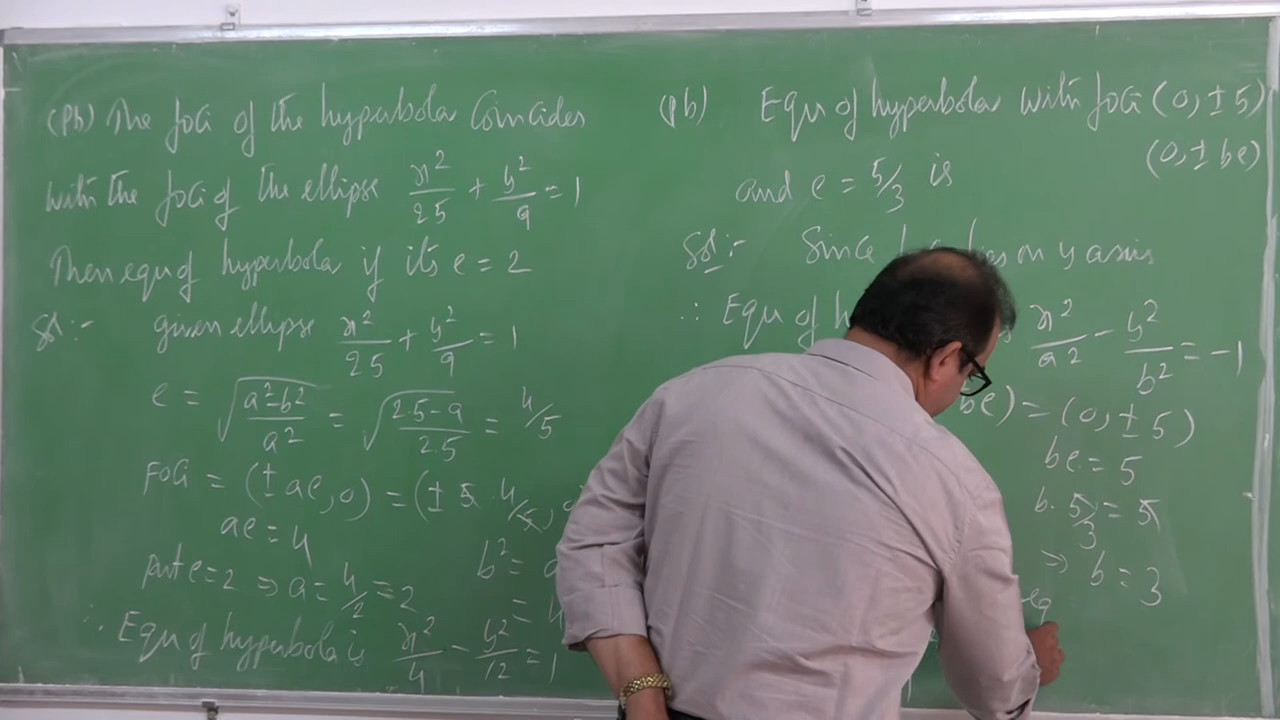 (Pb) The foci of the hyperbola Coincides
with the foci of the ellipse x²/25 + y²/9 = 1
Then equ of hyperbola if its e = 2
Sol:- given ellipse x²/25 + y²/9 = 1
e = √(a²-b²/a²) = √(25-9/25) = 4/5
Foci = (± ae, 0) = (± 5 · 4/5, 0
ae = 4
put e = 2 ⇒ a = 4/2 = 2
b² =
=
∴ Equ of hyperbola is x²/4 - y²/12 = 1
(pb) Equ of hyperbola with foci (0, ± 5)
(0, ± be)
and e = 5/3 is
Sol:- Since on y axis
∴ Equ of x²/a² - y²/b² = -1
be) = (0, ± 5)
be = 5
b. 5/3 = 5
⇒ b = 3